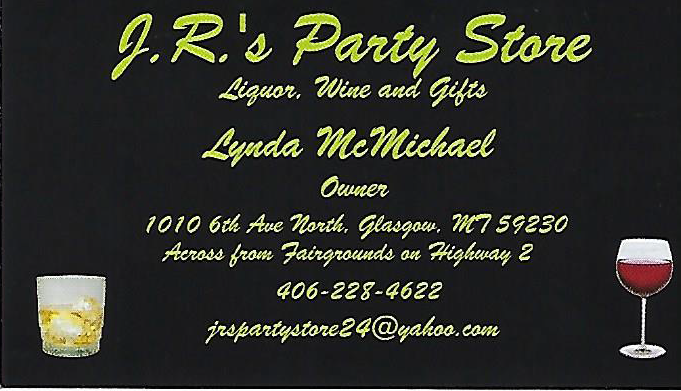 J.R.'s Party Store
Liquor, Wine and Gifts
Lynda McMichael
Owner
1010 6th Ave North, Glasgow, MT 59230
Across from Fairgrounds on Highway 2
406-228-4622
jrspartystore24@yahoo.com